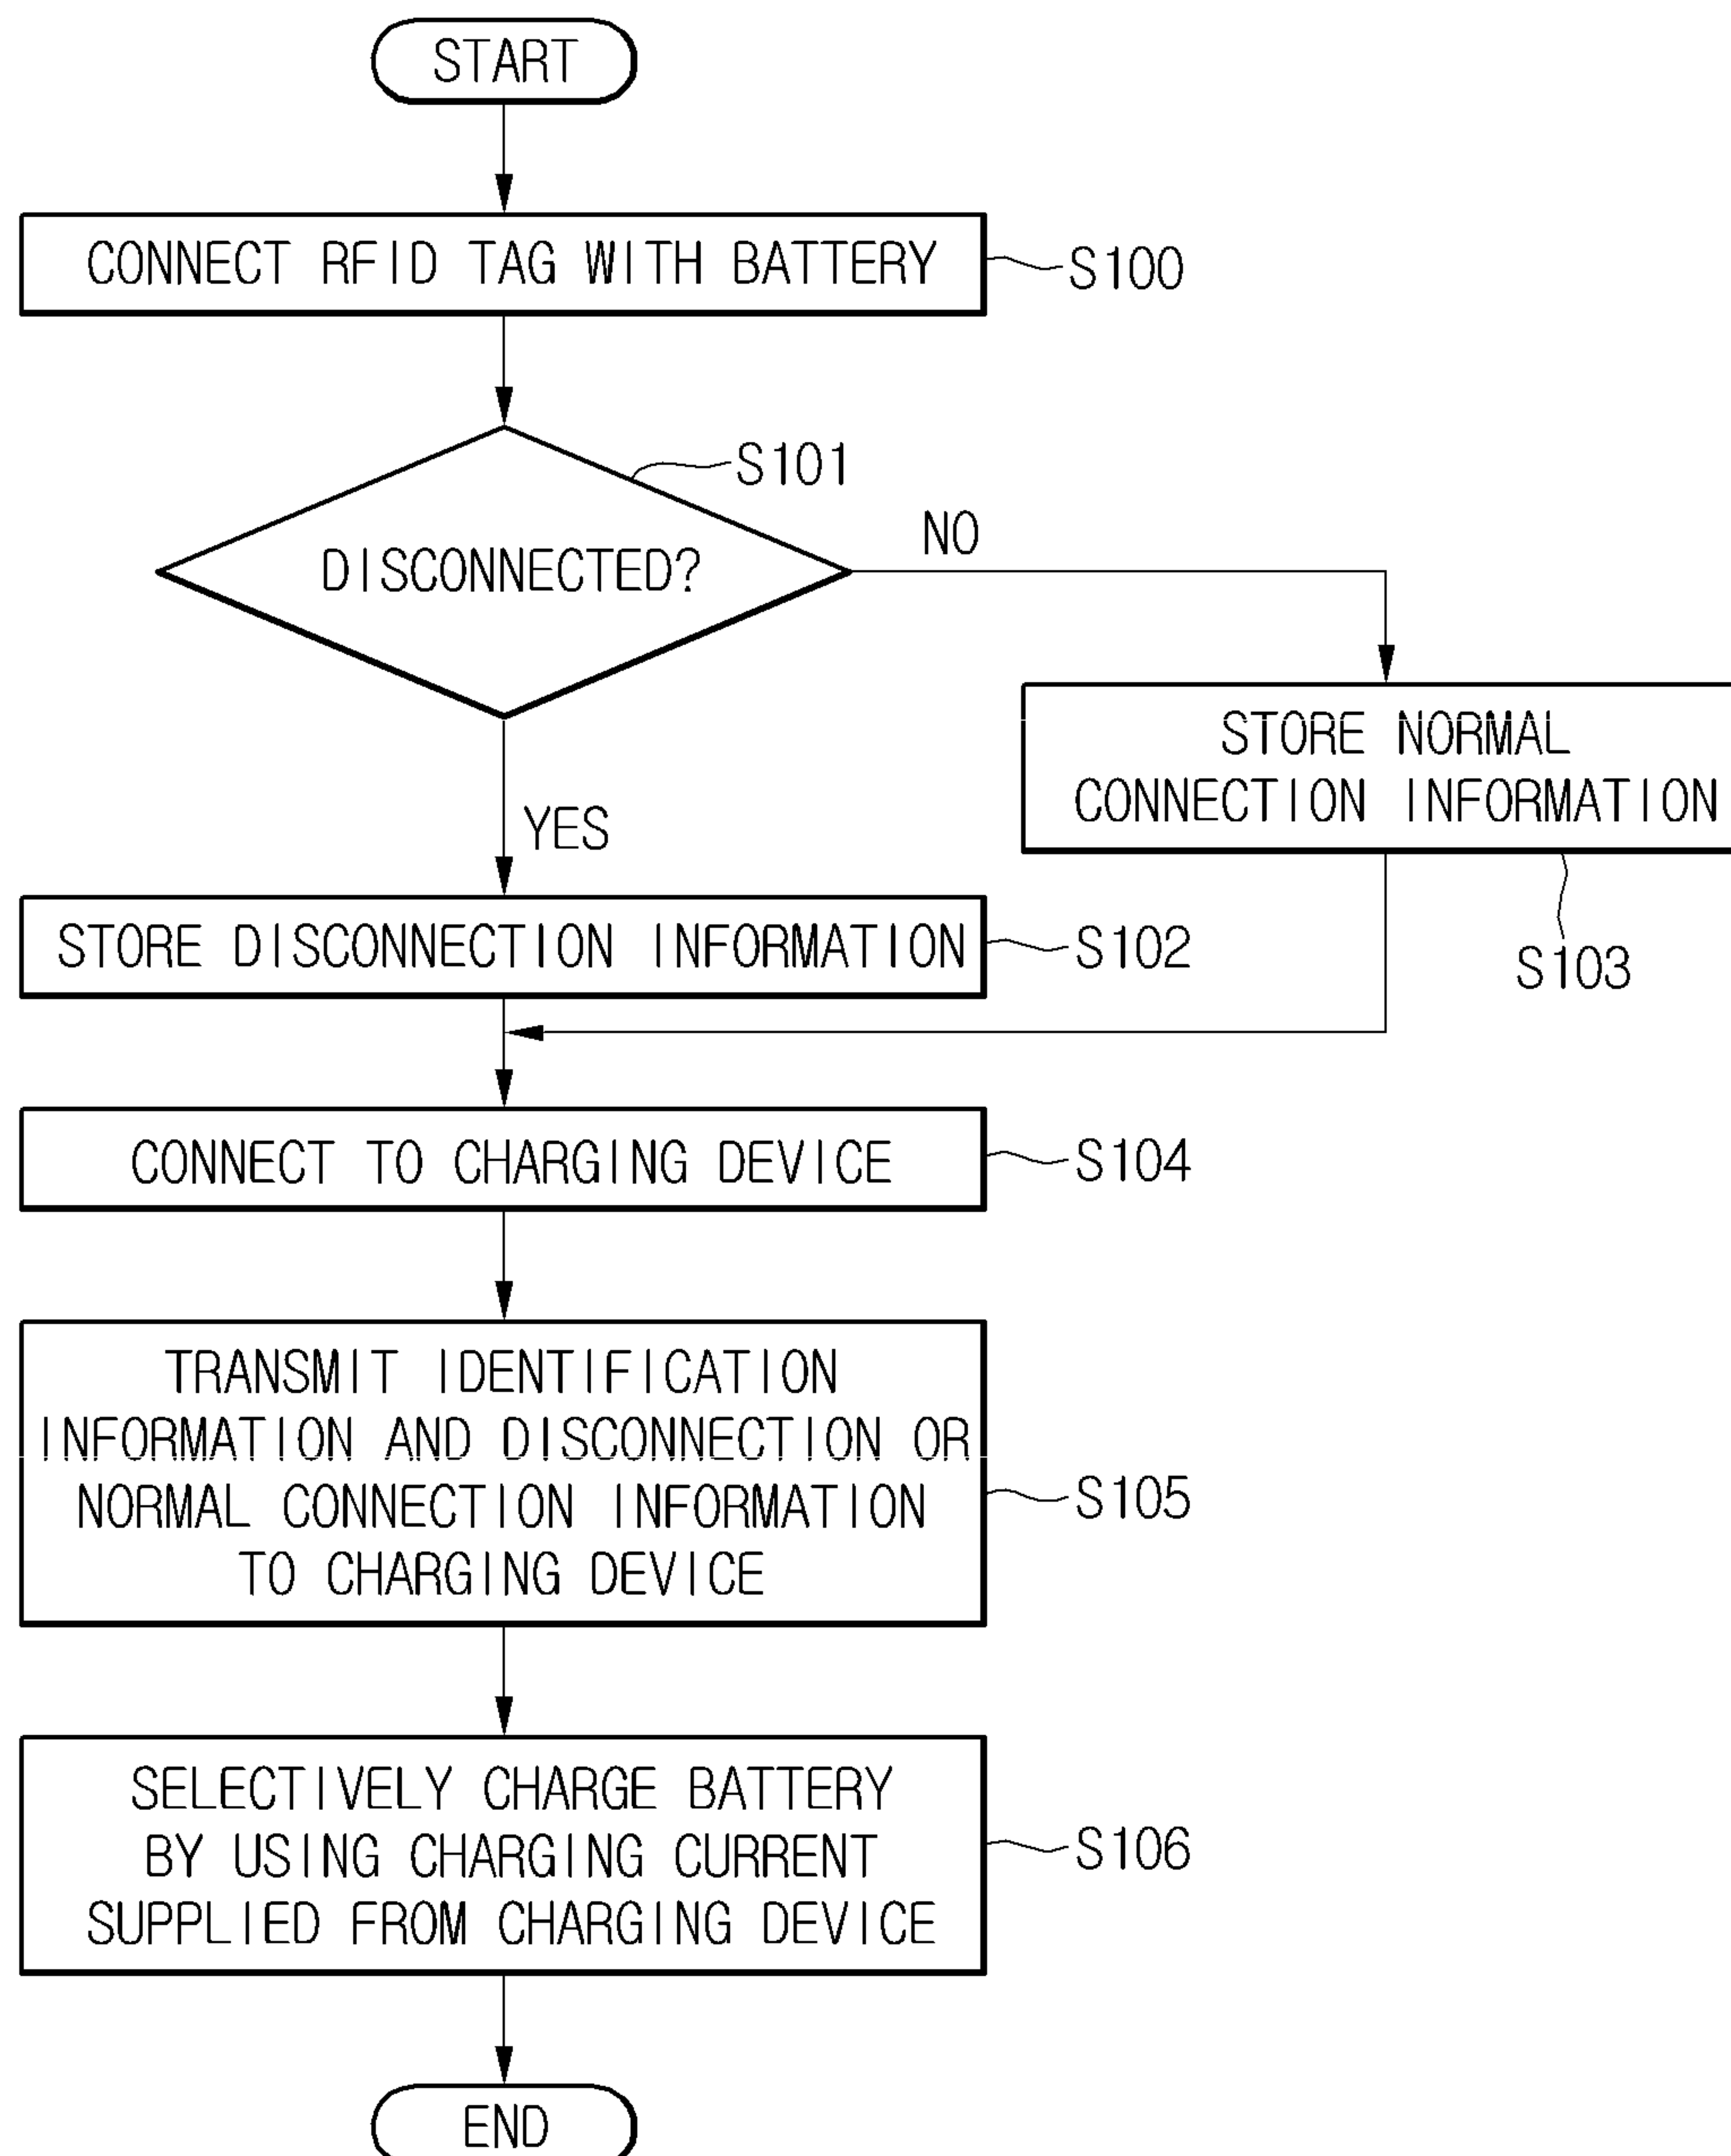 START
CONNECT RFID TAG WITH BATTERY
S100
S101
DISCONNECTED?
NO
STORE NORMAL
CONNECTION INFORMATION
YES
STORE DISCONNECTION INFORMATION
S102
S103
CONNECT TO CHARGING DEVICE
S104
TRANSMIT IDENTIFICATION
INFORMATION AND DISCONNECTION OR
NORMAL CONNECTION INFORMATION
TO CHARGING DEVICE
S105
SELECTIVELY CHARGE BATTERY
BY USING CHARGING CURRENT
SUPPLIED FROM CHARGING DEVICE
S106
END